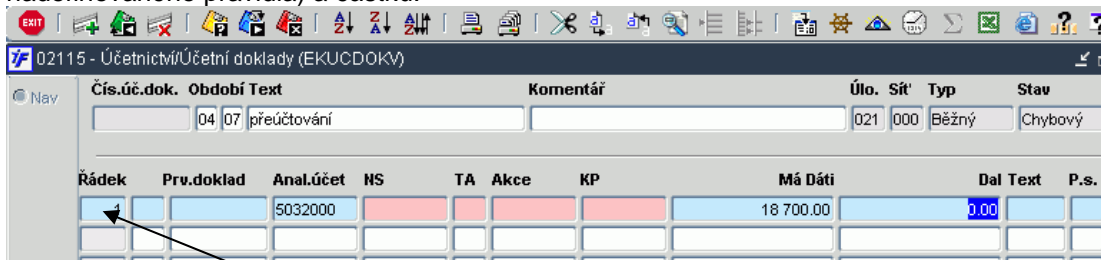 EXIT
02115 - Účetnictví/Účetní doklady (EKUCDOKV)
Nav
Čís.úč.dok. Období Text Komentář Úlo. Síť Typ Stav
04 07 přeúčtování 021 000 Běžný Chybový
Řádek Prv.doklad Anal.účet NS TA Akce KP Má Dáti Dal Text P.s.
1 5032000 18 700.00 0.00